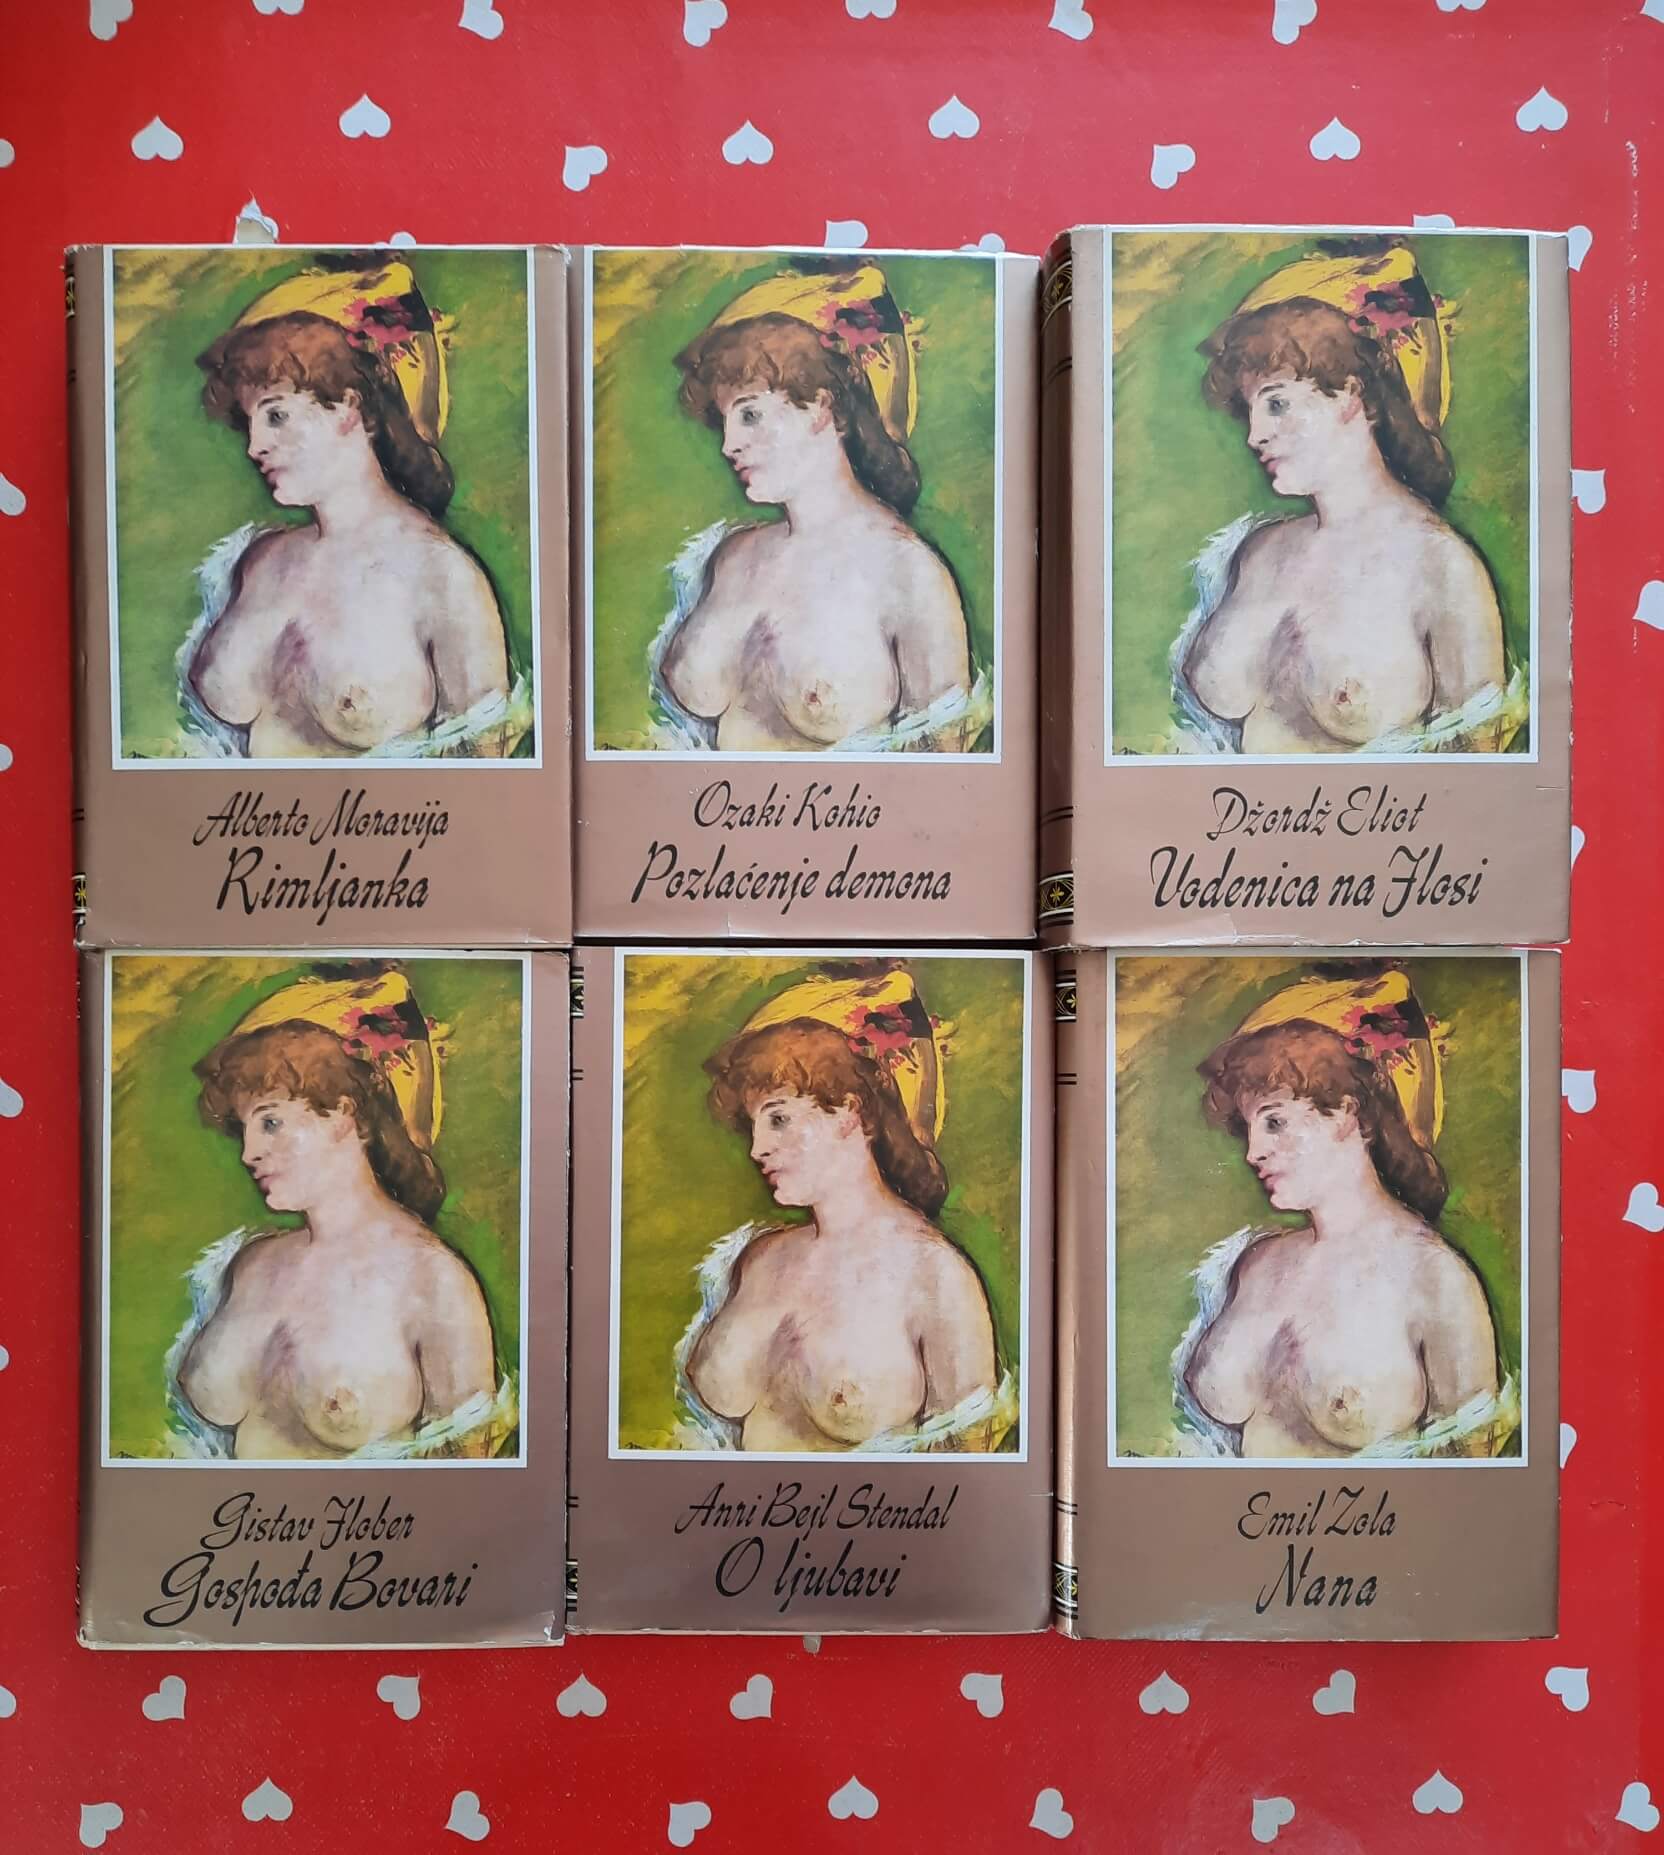 Alberto Moravija
Rimljanka
Ozaki Kohio
Pozlaćenje demona
Džordž Eliot
Vodenica na Flosi
Gistav Flober
Gospođa Bovari
Anri Bejl Stendal
O ljubavi
Emil Zola
Nana